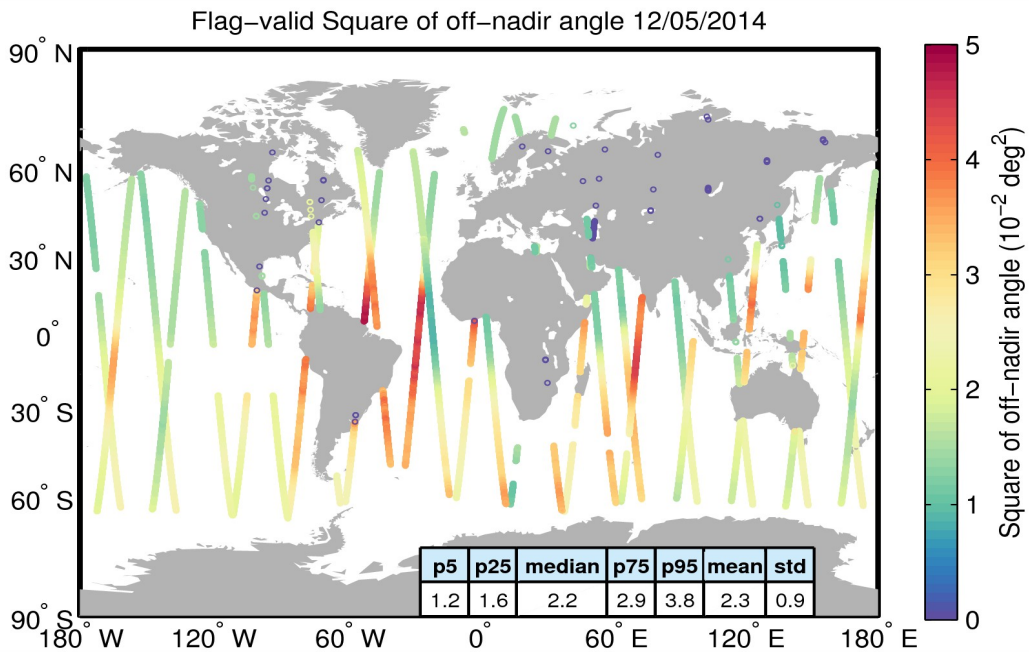 Flag-valid Square of off-nadir angle 12/05/2014
90° N
60° N
30° N
0°
30° S
60° S
90° S
180° W
120° W
60° W
0°
60° E
120° E
180° E
p5 p25 median p75 p95 mean std
1.2 1.6 2.2 2.9 3.8 2.3 0.9
5
4
3
2
1
0
Square of off-nadir angle (10⁻² deg²)